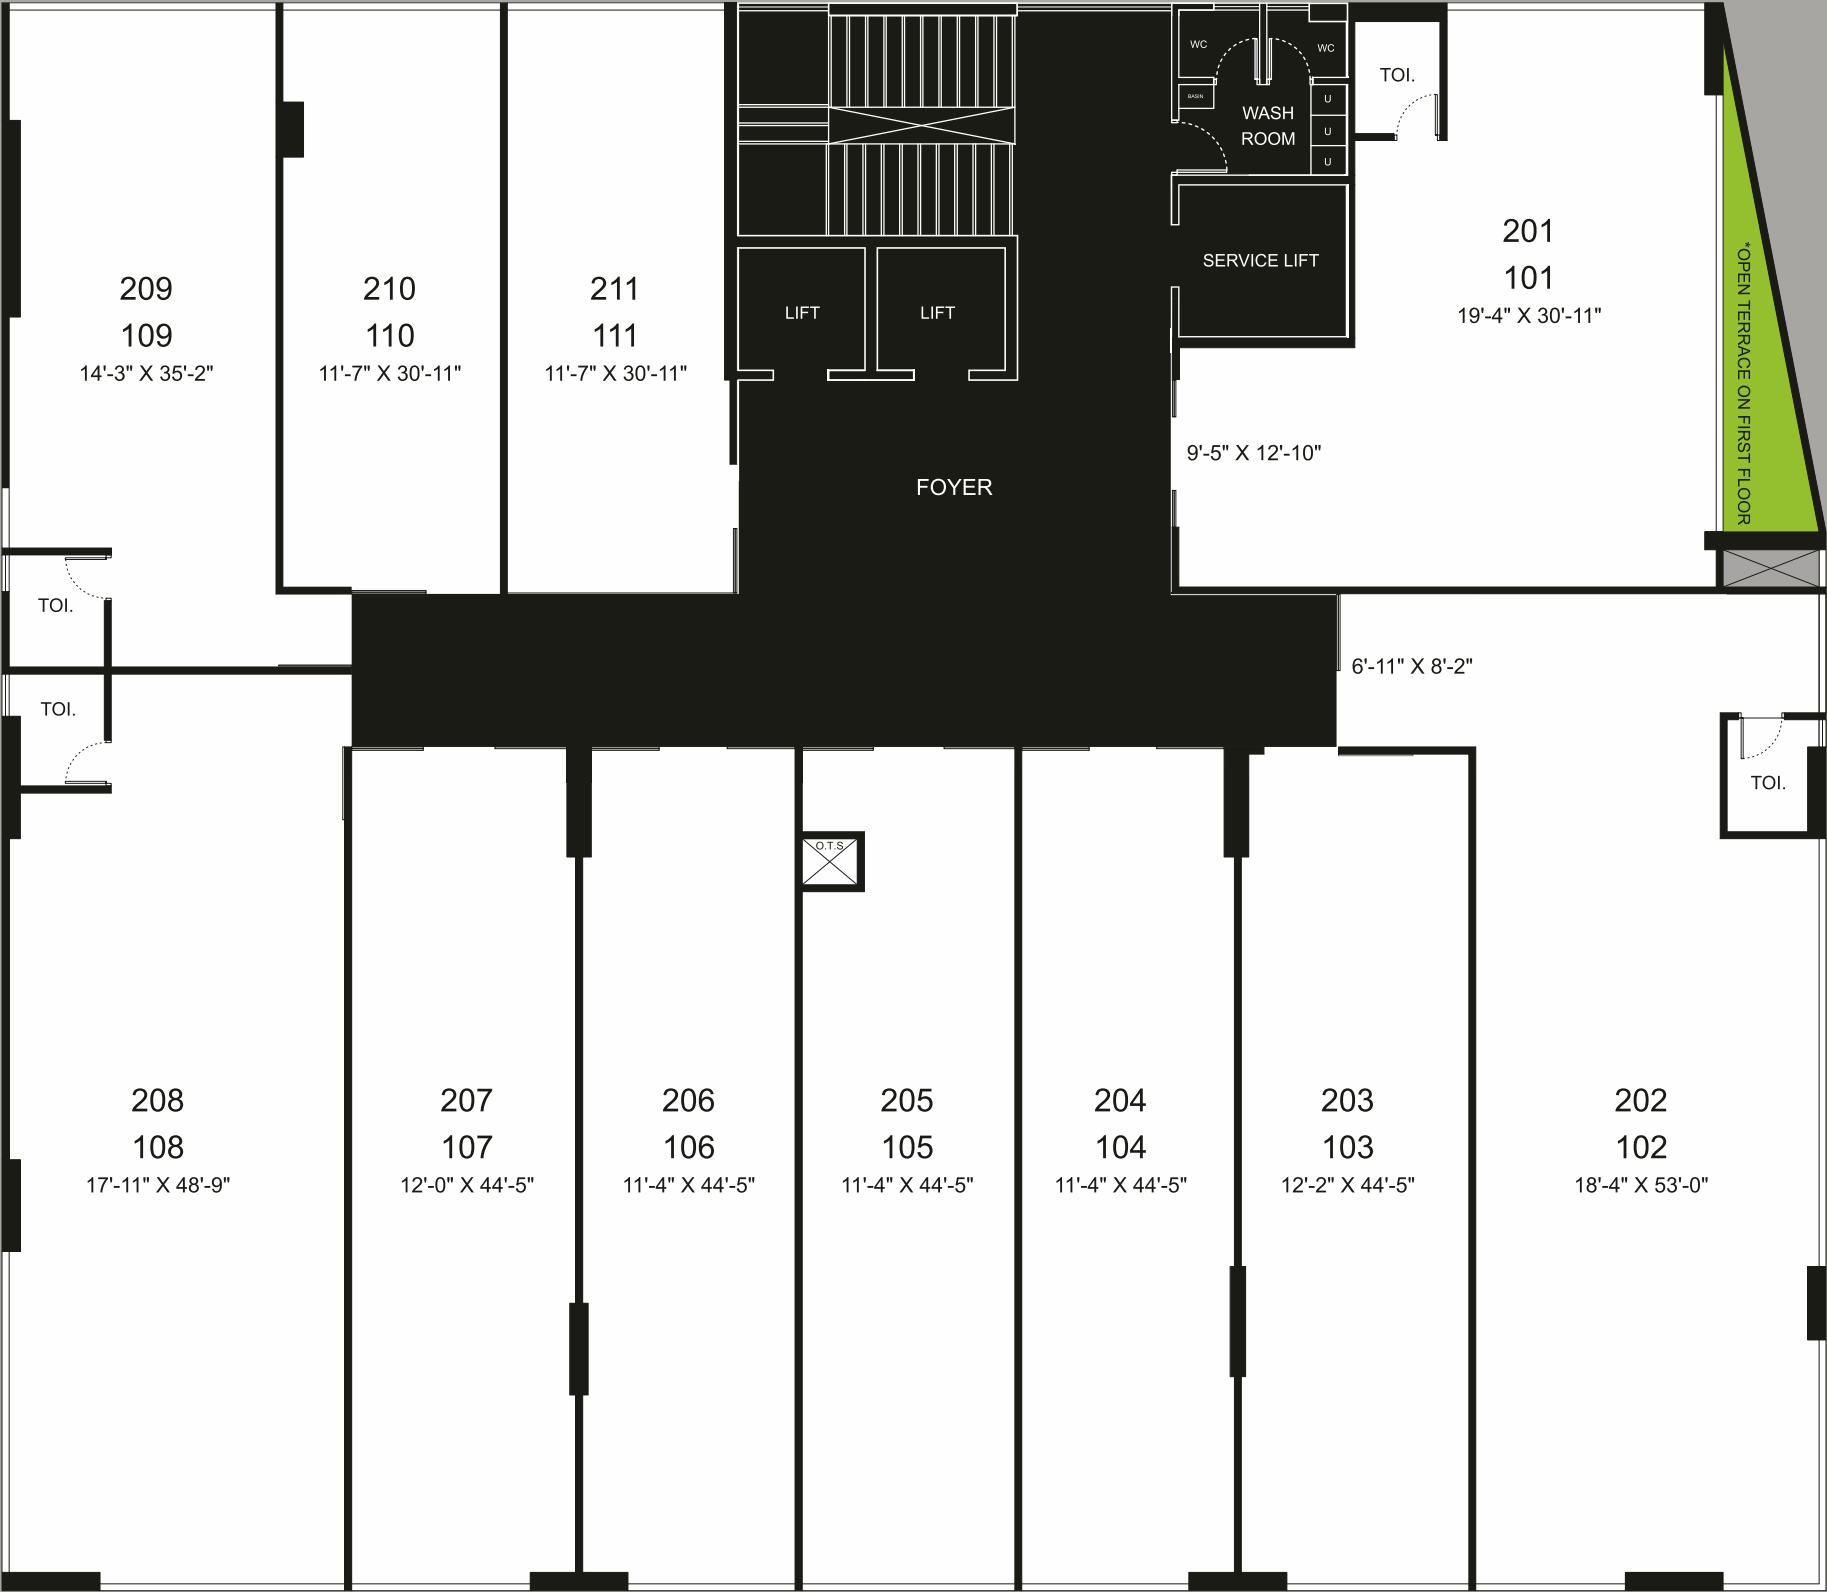 WC
WC
TOI.
BASIN
WASH
ROOM
U
U
U
201
101
19'-4" X 30'-11"
SERVICE LIFT
*OPEN TERRACE ON FIRST FLOOR
209
109
14'-3" X 35'-2"
210
110
11'-7" X 30'-11"
211
111
11'-7" X 30'-11"
LIFT
LIFT
9'-5" X 12'-10"
FOYER
TOI.
6'-11" X 8'-2"
TOI.
TOI.
O.T.S
208
108
17'-11" X 48'-9"
207
107
12'-0" X 44'-5"
206
106
11'-4" X 44'-5"
205
105
11'-4" X 44'-5"
204
104
11'-4" X 44'-5"
203
103
12'-2" X 44'-5"
202
102
18'-4" X 53'-0"